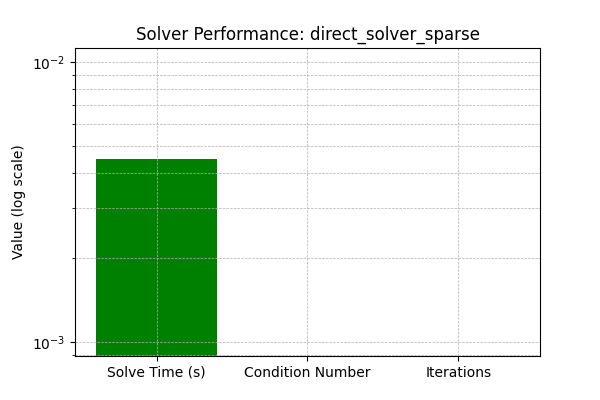 Solver Performance: direct_solver_sparse
10⁻²
10⁻³
Value (log scale)
Solve Time (s)
Condition Number
Iterations